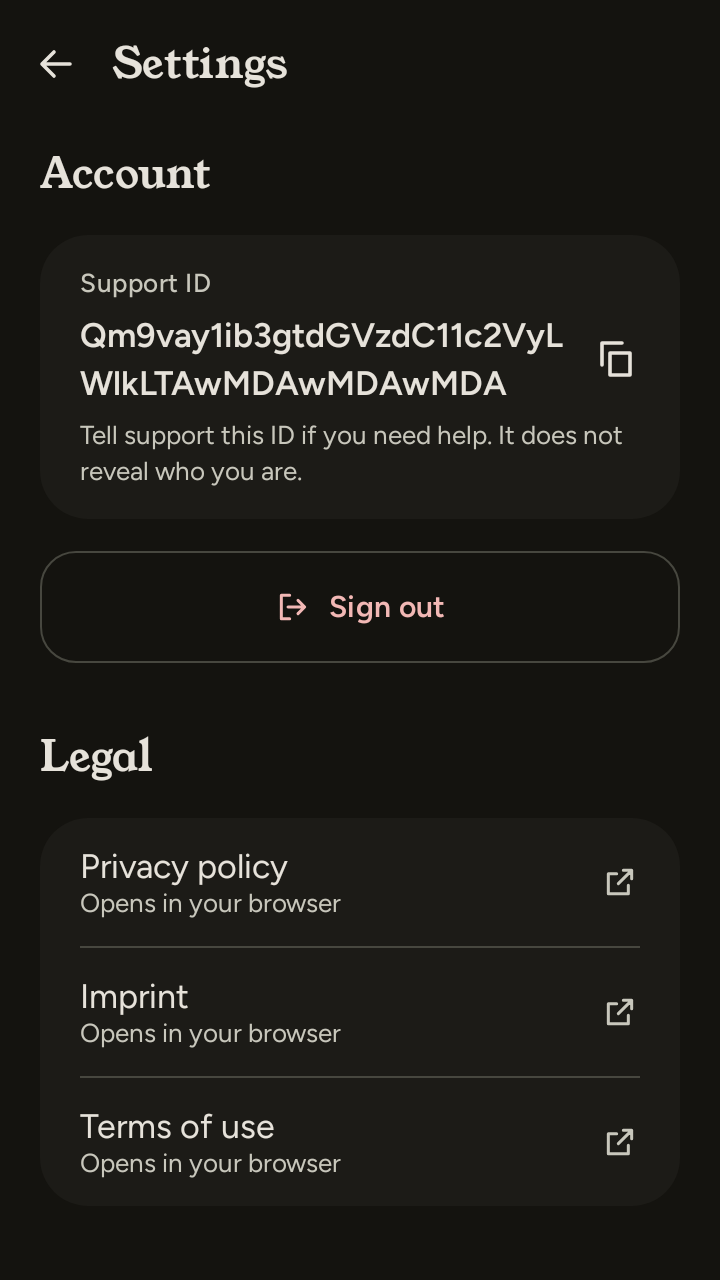 Settings
Account
Support ID
Qm9vay1ib3gtdGVzdC11c2VyL
WlkLTAwMDAwMDAwMDA
Tell support this ID if you need help. It does not
reveal who you are.
Sign out
Legal
Privacy policy
Opens in your browser
Imprint
Opens in your browser
Terms of use
Opens in your browser